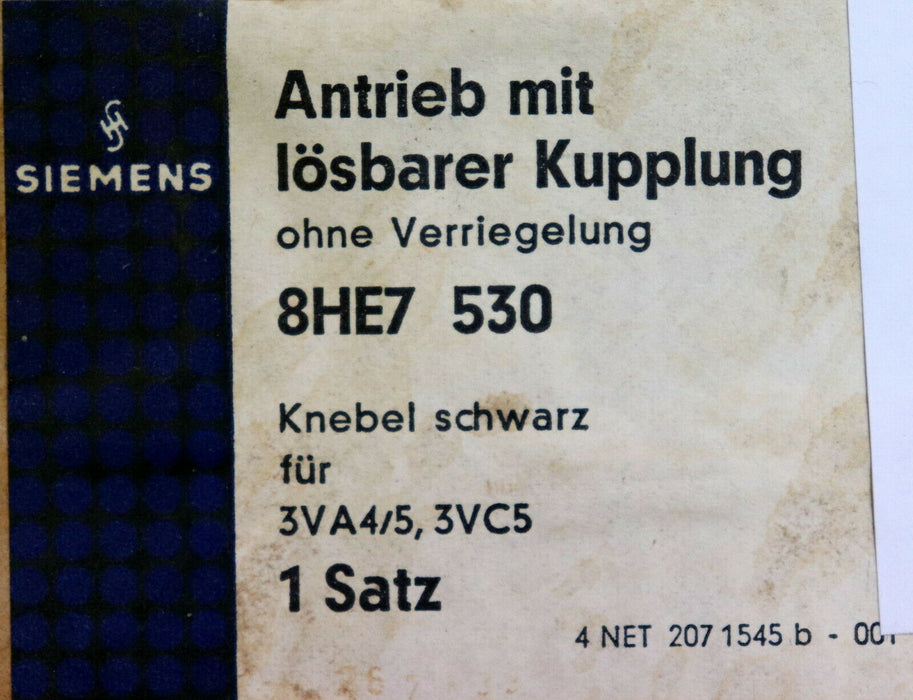 SIEMENS
Antrieb mit
lösbarer Kupplung
ohne Verriegelung
8HE7 530
Knebel schwarz
für
3VA4/5, 3VC5
1 Satz
4 NET 207 1545 b -